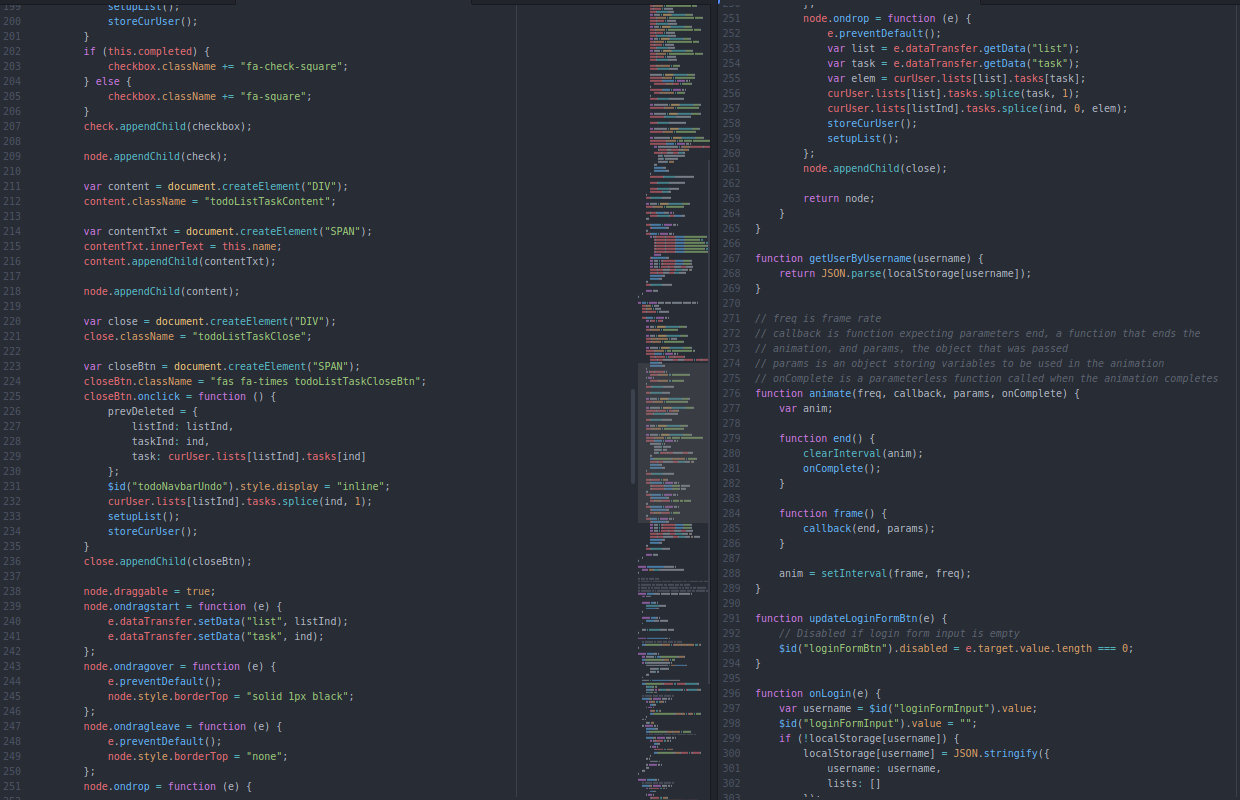 199 setupList();
200 storeCurUser();
201 }
202 if (this.completed) {
203 checkbox.className += "fa-check-square";
204 } else {
205 checkbox.className += "fa-square";
206 }
207 check.appendChild(checkbox);
208
209 node.appendChild(check);
210
211 var content = document.createElement("DIV");
212 content.className = "todoListTaskContent";
213
214 var contentTxt = document.createElement("SPAN");
215 contentTxt.innerText = this.name;
216 content.appendChild(contentTxt);
217
218 node.appendChild(content);
219
220 var close = document.createElement("DIV");
221 close.className = "todoListTaskClose";
222
223 var closeBtn = document.createElement("SPAN");
224 closeBtn.className = "fas fa-times todoListTaskCloseBtn";
225 closeBtn.onclick = function () {
226 prevDeleted = {
227 listInd: listInd,
228 taskInd: ind,
229 task: curUser.lists[listInd].tasks[ind]
230 };
231 $id("todoNavbarUndo").style.display = "inline";
232 curUser.lists[listInd].tasks.splice(ind, 1);
233 setupList();
234 storeCurUser();
235 }
236 close.appendChild(closeBtn);
237
238 node.draggable = true;
239 node.ondragstart = function (e) {
240 e.dataTransfer.setData("list", listInd);
241 e.dataTransfer.setData("task", ind);
242 };
243 node.ondragover = function (e) {
244 e.preventDefault();
245 node.style.borderTop = "solid 1px black";
246 };
247 node.ondragleave = function (e) {
248 e.preventDefault();
249 node.style.borderTop = "none";
250 };
251 node.ondrop = function (e) {
250 };
251 node.ondrop = function (e) {
252 e.preventDefault();
253 var list = e.dataTransfer.getData("list");
254 var task = e.dataTransfer.getData("task");
255 var elem = curUser.lists[list].tasks[task];
256 curUser.lists[list].tasks.splice(task, 1);
257 curUser.lists[listInd].tasks.splice(ind, 0, elem);
258 storeCurUser();
259 setupList();
260 };
261 node.appendChild(close);
262
263 return node;
264 }
265 }
266
267 function getUserByUsername(username) {
268 return JSON.parse(localStorage[username]);
269 }
270
271 // freq is frame rate
272 // callback is function expecting parameters end, a function that ends the
273 // animation, and params, the object that was passed
274 // params is an object storing variables to be used in the animation
275 // onComplete is a parameterless function called when the animation completes
276 function animate(freq, callback, params, onComplete) {
277 var anim;
278
279 function end() {
280 clearInterval(anim);
281 onComplete();
282 }
283
284 function frame() {
285 callback(end, params);
286 }
287
288 anim = setInterval(frame, freq);
289 }
290
291 function updateLoginFormBtn(e) {
292 // Disabled if login form input is empty
293 $id("loginFormBtn").disabled = e.target.value.length === 0;
294 }
295
296 function onLogin(e) {
297 var username = $id("loginFormInput").value;
298 $id("loginFormInput").value = "";
299 if (!localStorage[username]) {
300 localStorage[username] = JSON.stringify({
301 username: username,
302 lists: []
303 });